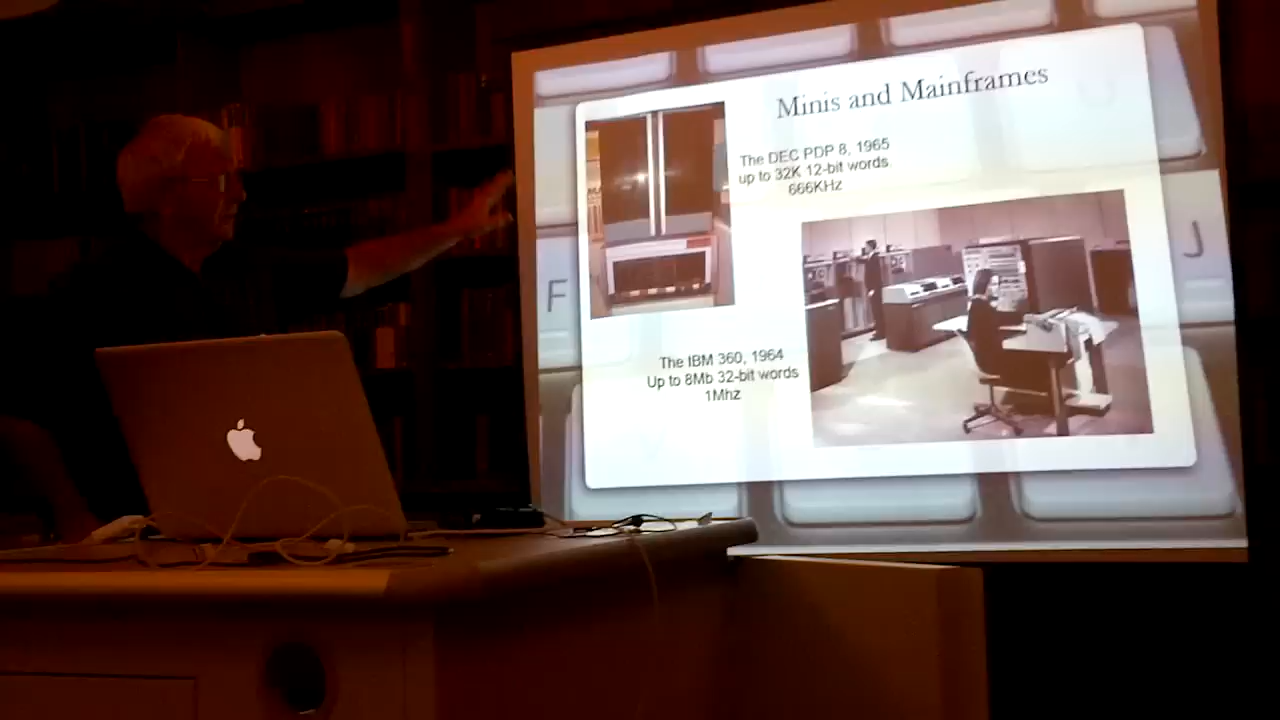 Minis and Mainframes
The DEC PDP 8, 1965
up to 32K 12-bit words
666KHz
The IBM 360, 1964
Up to 8Mb 32-bit words
1Mhz
F
J